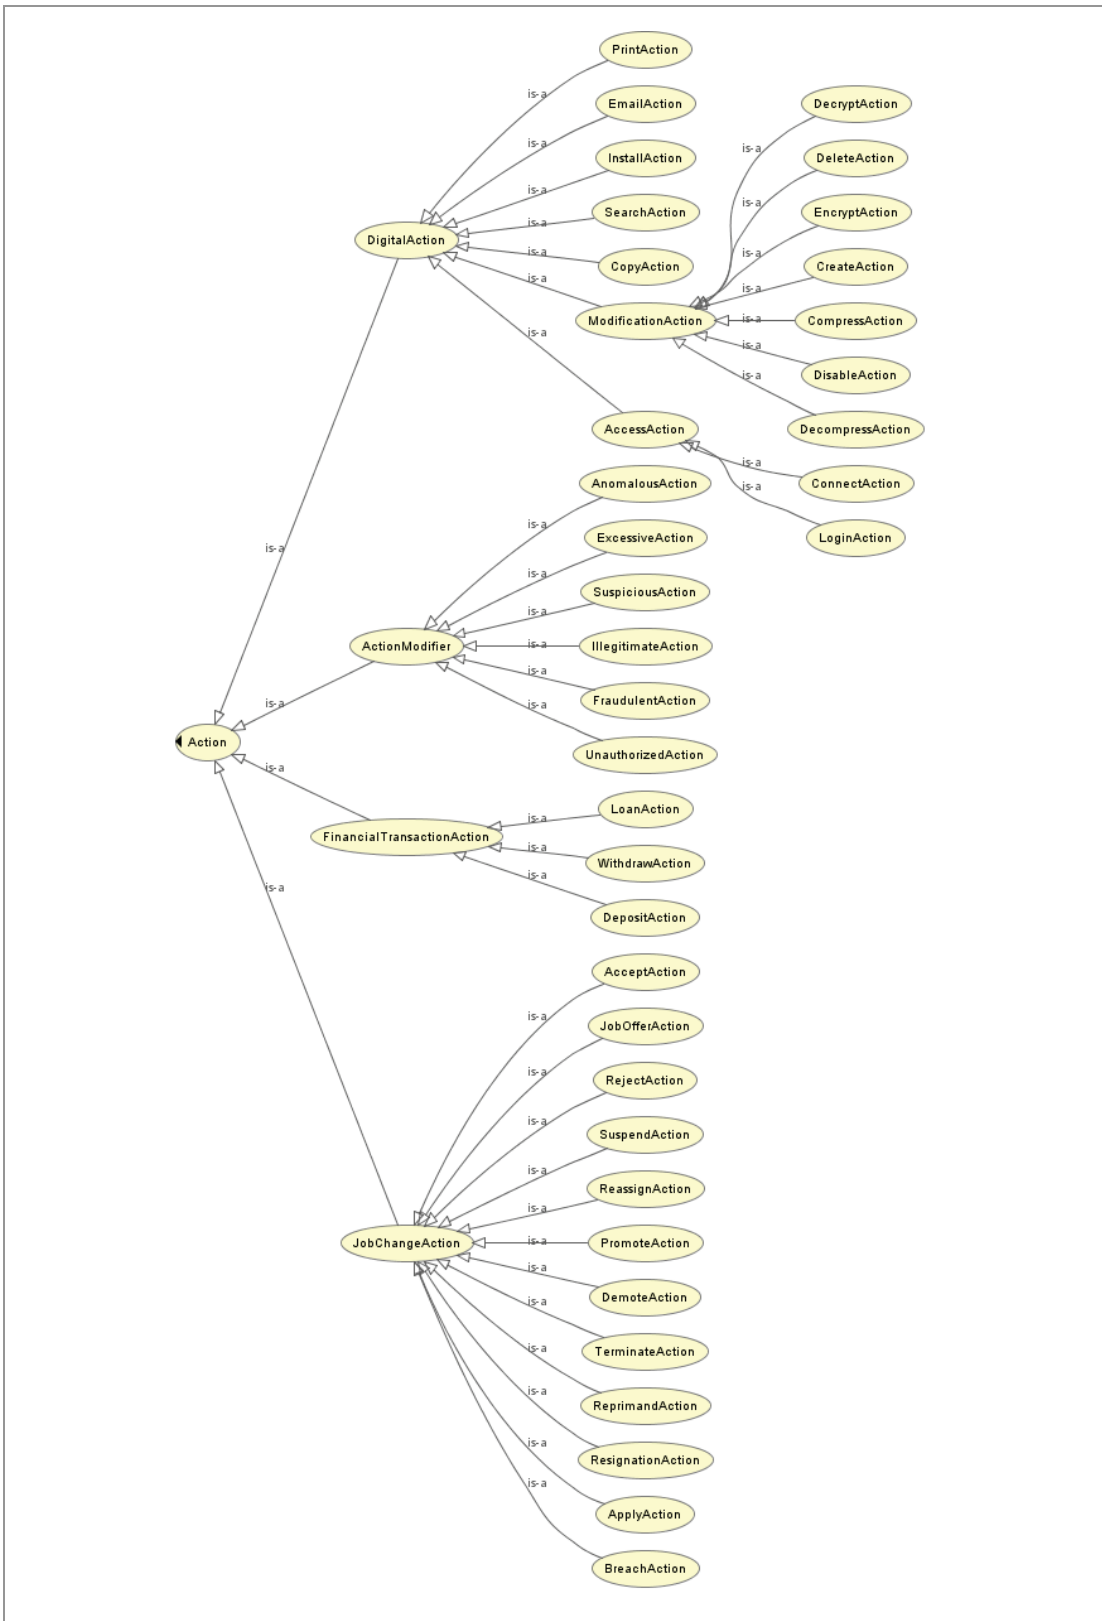 PrintAction
is-a
EmailAction
DecryptAction
is-a
is-a
InstallAction
DeleteAction
is-a
is-a
SearchAction
EncryptAction
is-a
DigitalAction
is-a
is-a
CopyAction
CreateAction
is-a
is-a
ModificationAction
is-a
CompressAction
is-a
is-a
DisableAction
is-a
AccessAction
DecompressAction
is-a
AnomalousAction
is-a
ConnectAction
is-a
ExcessiveAction
LoginAction
is-a
is-a
SuspiciousAction
is-a
ActionModifier
is-a
IllegitimateAction
is-a
FraudulentAction
is-a
is-a
Action
UnauthorizedAction
is-a
LoanAction
is-a
FinancialTransactionAction
is-a
WithdrawAction
is-a
is-a
DepositAction
AcceptAction
is-a
JobOfferAction
is-a
RejectAction
is-a
SuspendAction
is-a
ReassignAction
is-a
JobChangeAction
is-a
PromoteAction
is-a
DemoteAction
is-a
TerminateAction
is-a
ReprimandAction
is-a
ResignationAction
is-a
is-a
ApplyAction
BreachAction